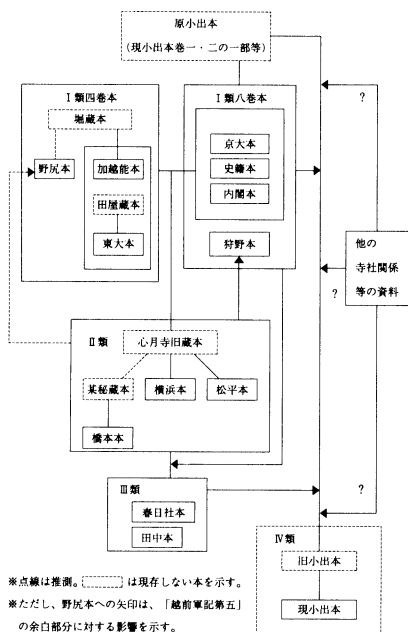 原小出本
(現小出本巻一・二の一部等)
Ⅰ類四巻本
堀蔵本
野尻本
加越能本
田屋蔵本
東大本
Ⅰ類八巻本
京大本
史籍本
内閣本
狩野本
?
他の
寺社関係
等の資料
?
Ⅱ類
心月寺旧蔵本
某秘蔵本
横浜本
松平本
橋本本
Ⅲ類
春日社本
田中本
?
Ⅳ類
旧小出本
現小出本
※点線は推測。 は現存しない本を示す。
※ただし、野尻本への矢印は、「越前軍記第五」
の余白部分に対する影響を示す。